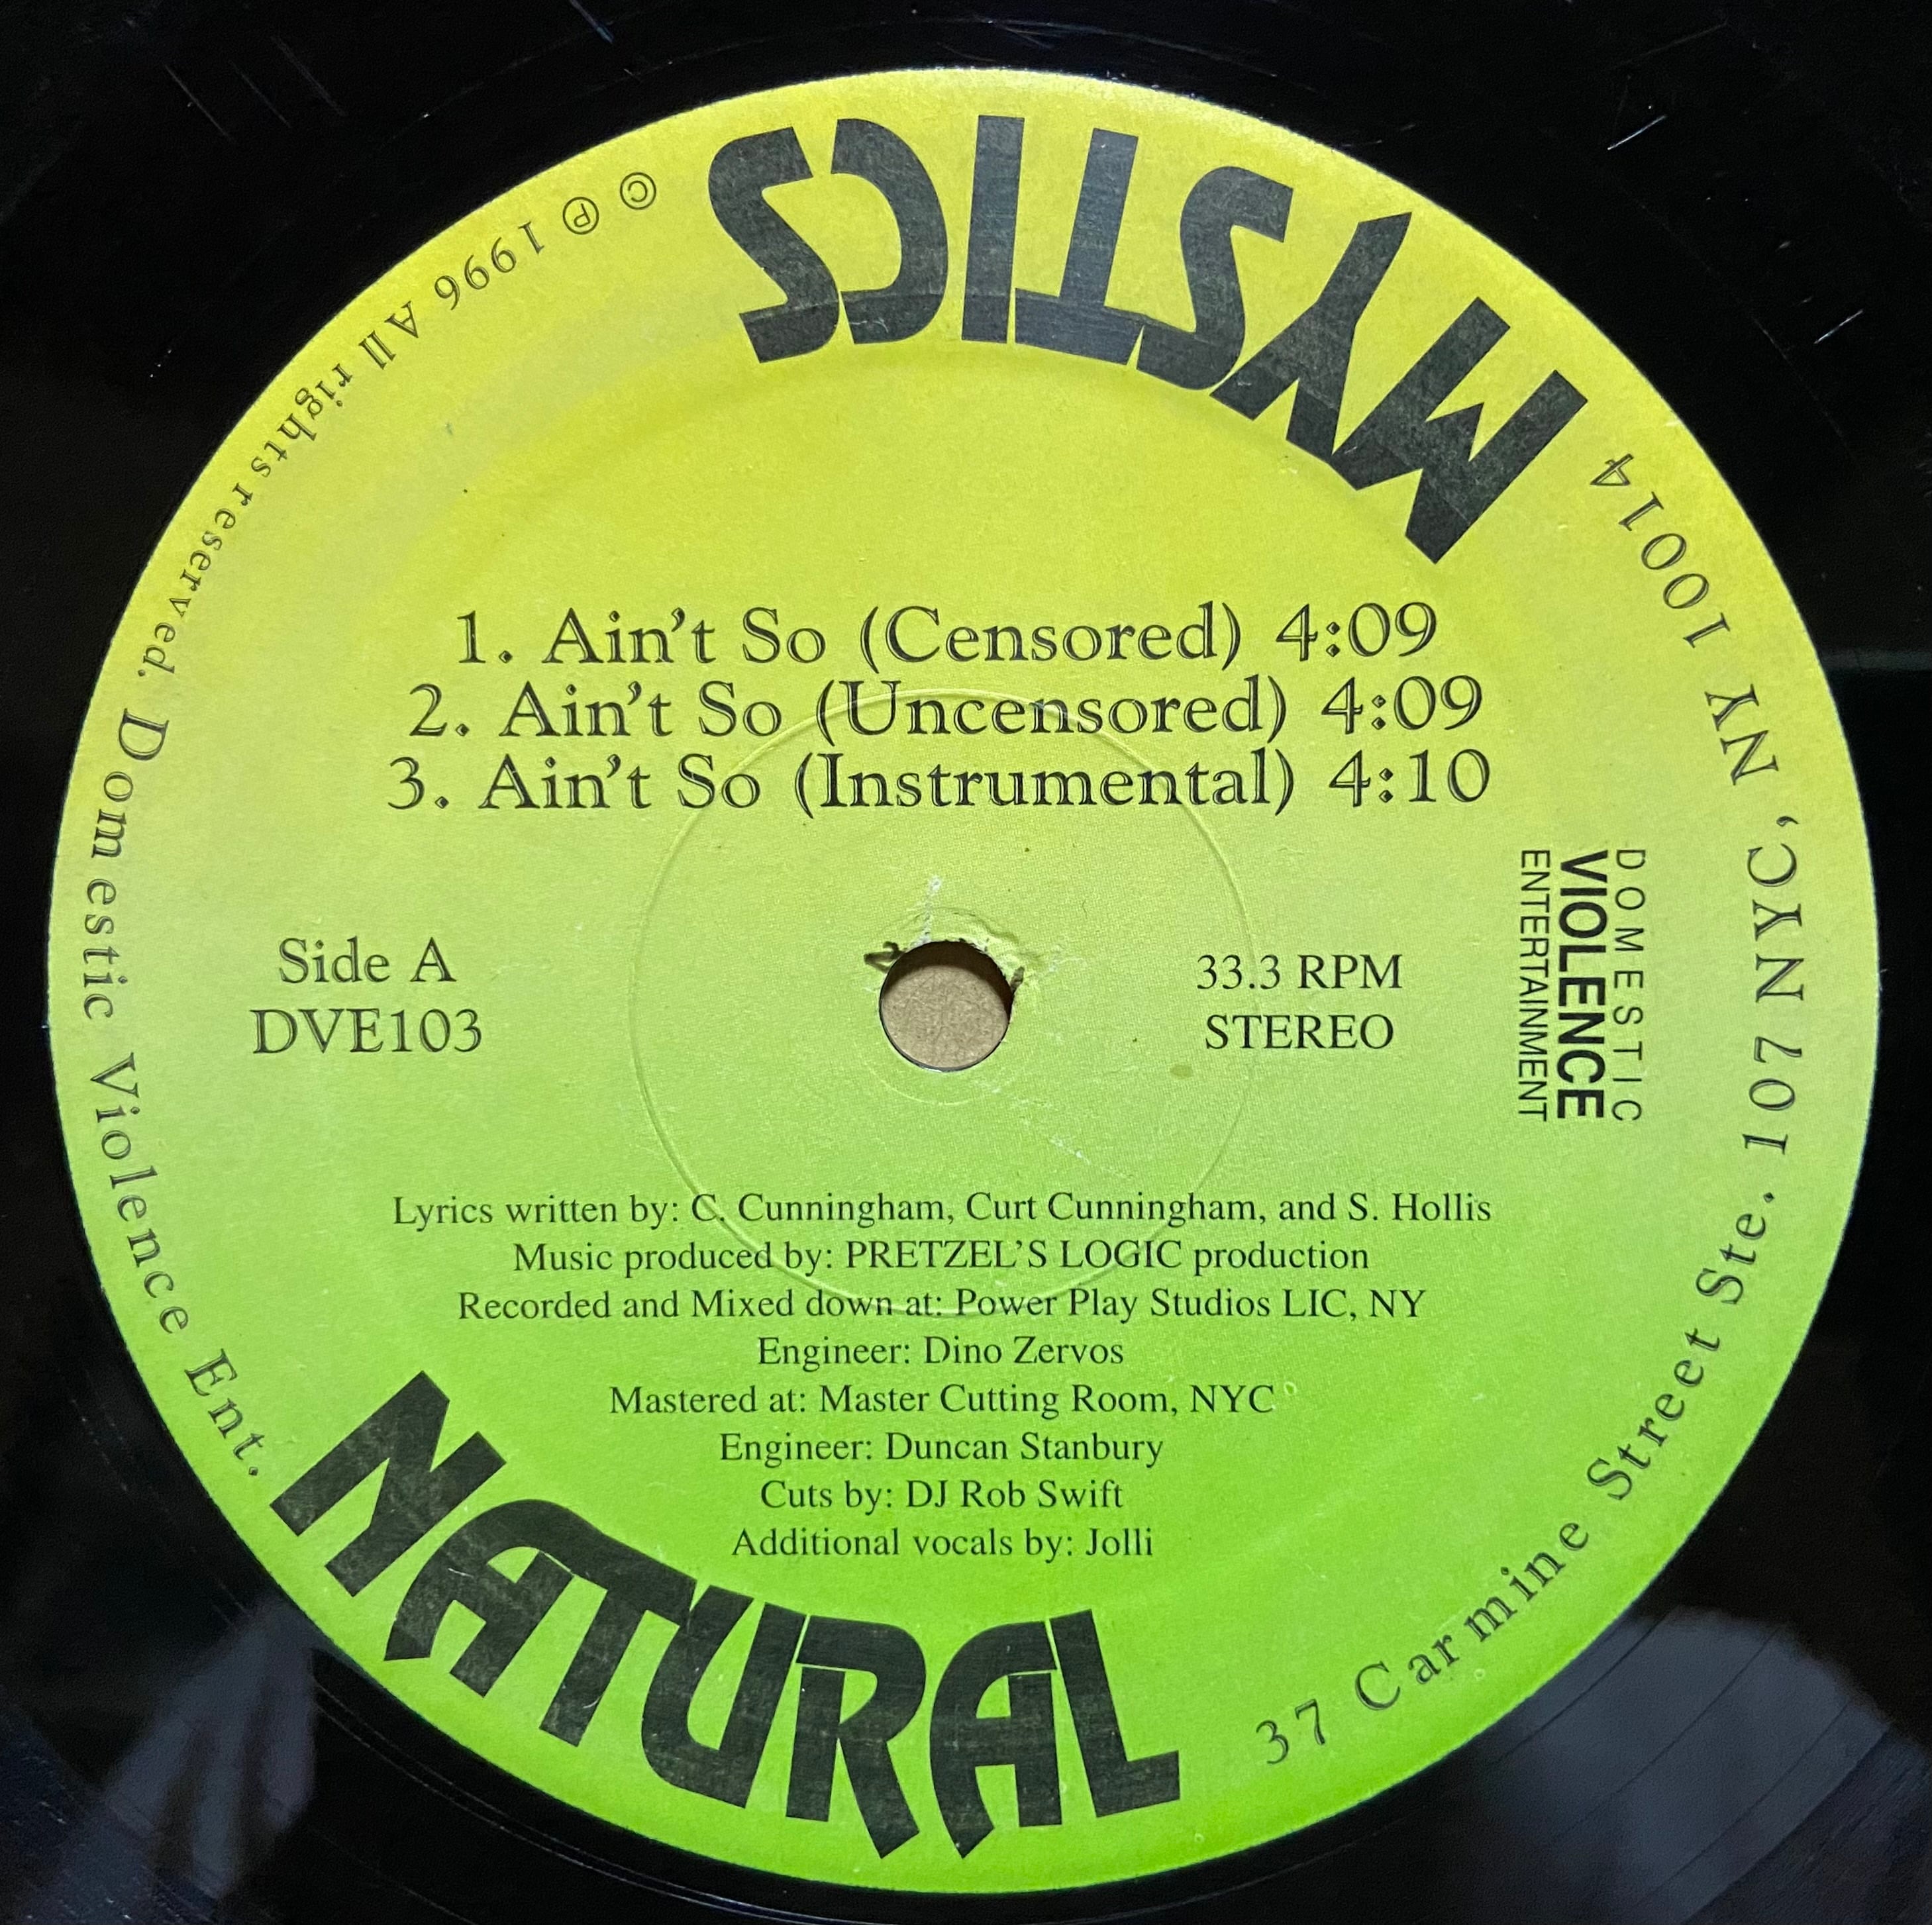 NATURAL
MYSTICS
1. Ain't So (Censored) 4:09
2. Ain't So (Uncensored) 4:09
3. Ain't So (Instrumental) 4:10
Side A
DVE103
33.3 RPM
STEREO
DOMESTIC
VIOLENCE
ENTERTAINMENT
Lyrics written by: C. Cunningham, Curt Cunningham, and S. Hollis
Music produced by: PRETZEL'S LOGIC production
Recorded and Mixed down at: Power Play Studios LIC, NY
Engineer: Dino Zervos
Mastered at: Master Cutting Room, NYC
Engineer: Duncan Stanbury
Cuts by: DJ Rob Swift
Additional vocals by: Jolli
© ℗ 1996 All rights reserved. Domestic Violence Ent.
37 Carmine Street Ste. 107 NYC, NY 10014